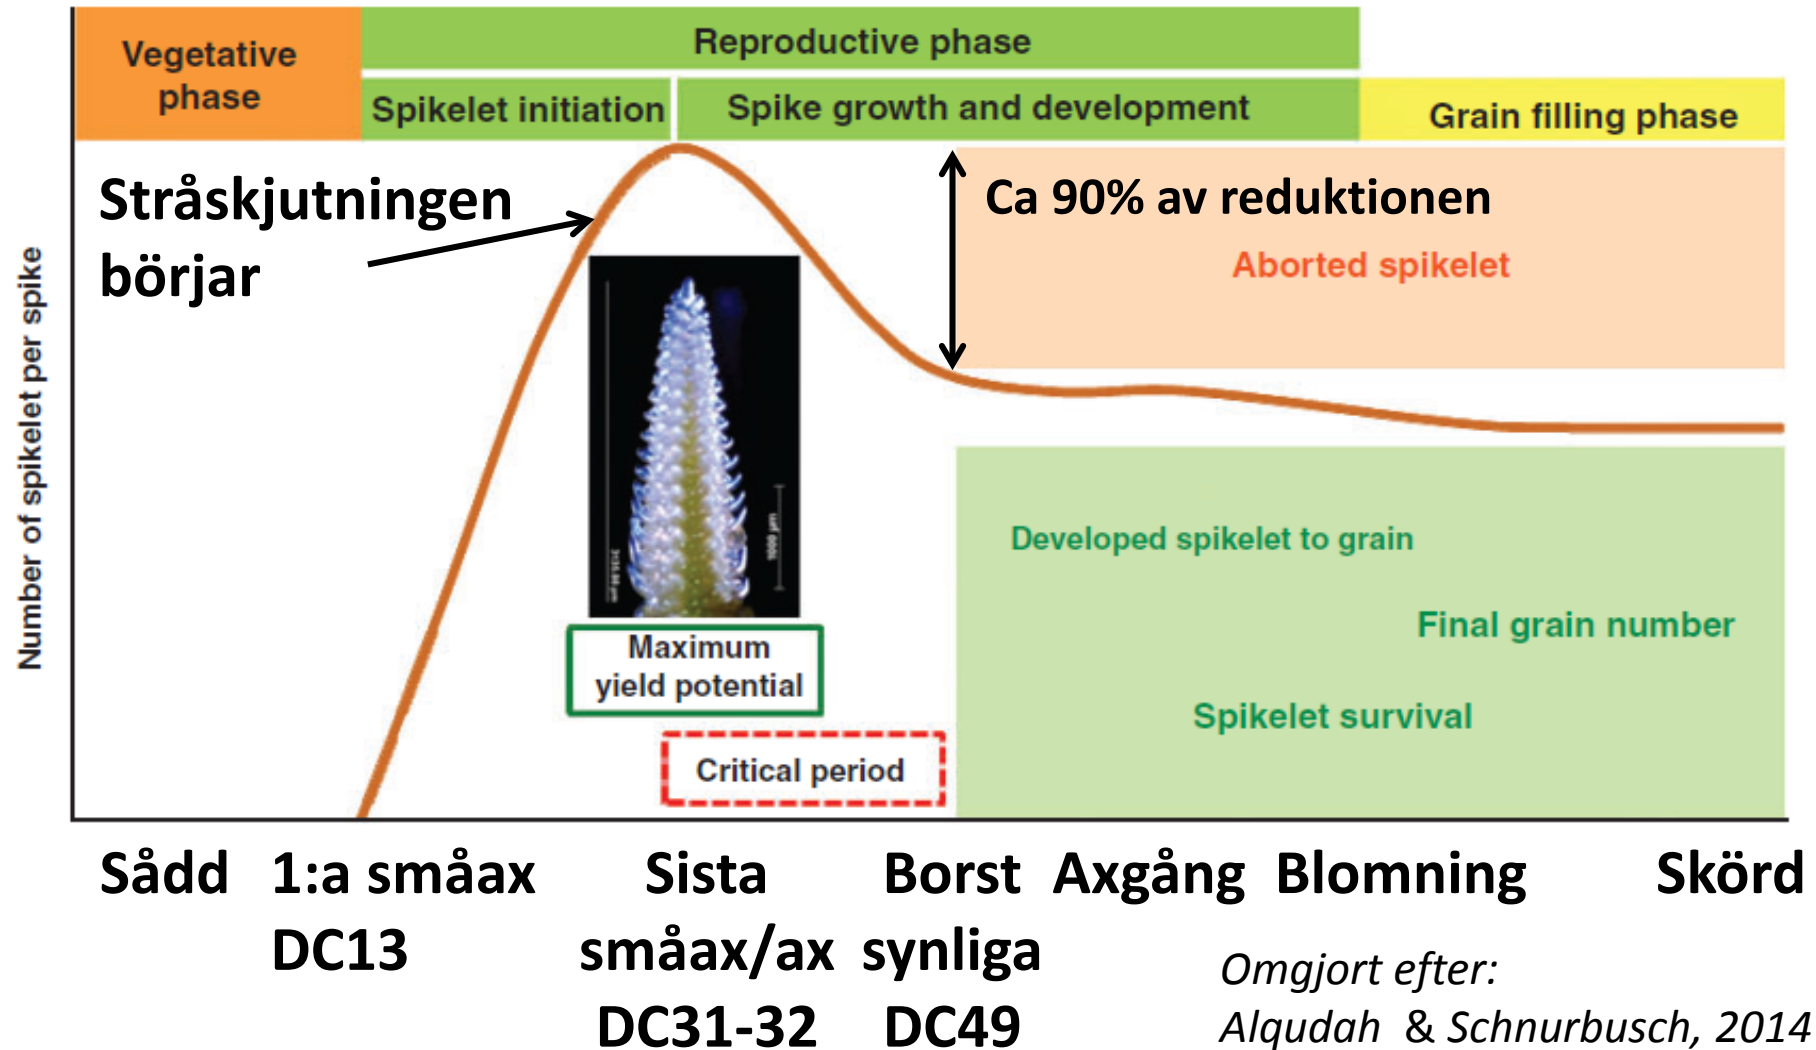 Vegetative
phase
Reproductive phase
Spikelet initiation
Spike growth and development
Grain filling phase
Stråskjutningen
börjar
Ca 90% av reduktionen
Aborted spikelet
Number of spikelet per spike
1000 µm
Maximum
yield potential
Critical period
Developed spikelet to grain
Final grain number
Spikelet survival
Sådd
1:a småax
DC13
Sista
småax/ax
DC31-32
Borst
synliga
DC49
Axgång
Blomning
Skörd
Omgjort efter:
Alqudah & Schnurbusch, 2014